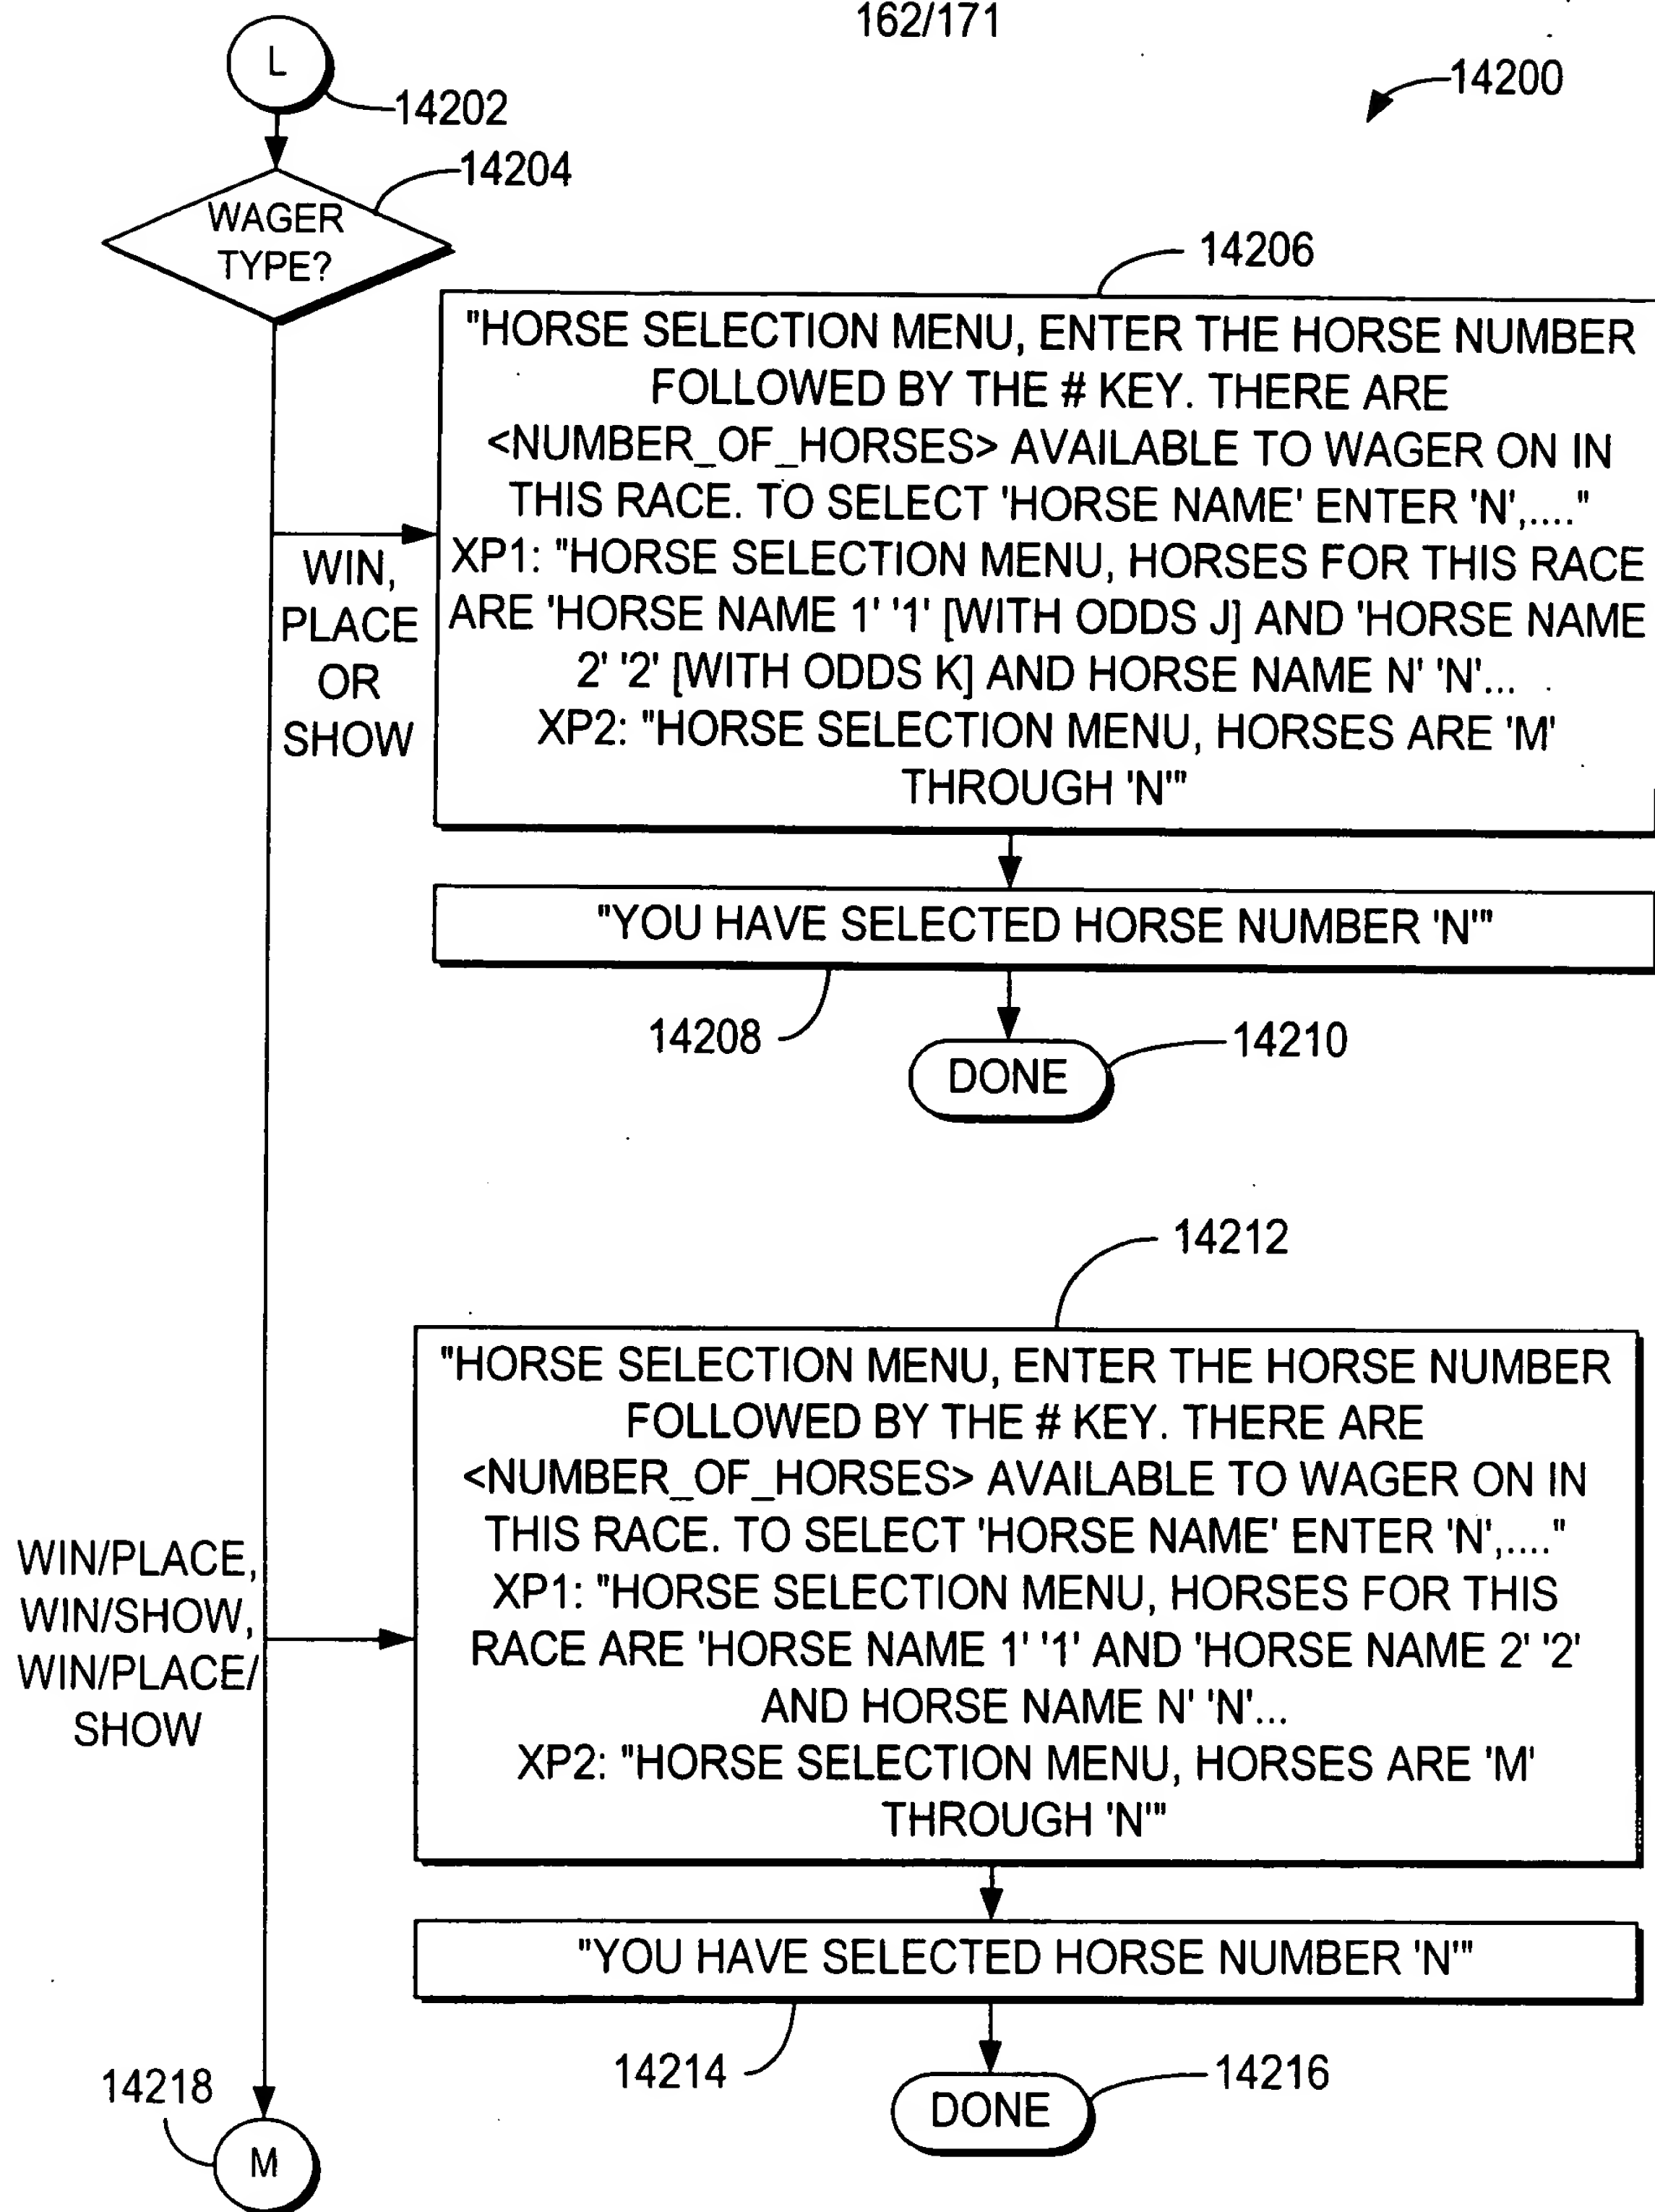 162/171
L
14202
14200
14204
WAGER
TYPE?
14206
"HORSE SELECTION MENU, ENTER THE HORSE NUMBER
FOLLOWED BY THE # KEY. THERE ARE
<NUMBER_OF_HORSES> AVAILABLE TO WAGER ON IN
THIS RACE. TO SELECT 'HORSE NAME' ENTER 'N',...."
XP1: "HORSE SELECTION MENU, HORSES FOR THIS RACE
ARE 'HORSE NAME 1' '1' [WITH ODDS J] AND 'HORSE NAME
2' '2' [WITH ODDS K] AND HORSE NAME N' 'N'...
XP2: "HORSE SELECTION MENU, HORSES ARE 'M'
THROUGH 'N'"
WIN,
PLACE
OR
SHOW
"YOU HAVE SELECTED HORSE NUMBER 'N'"
14208
14210
DONE
14212
"HORSE SELECTION MENU, ENTER THE HORSE NUMBER
FOLLOWED BY THE # KEY. THERE ARE
<NUMBER_OF_HORSES> AVAILABLE TO WAGER ON IN
THIS RACE. TO SELECT 'HORSE NAME' ENTER 'N',...."
XP1: "HORSE SELECTION MENU, HORSES FOR THIS
RACE ARE 'HORSE NAME 1' '1' AND 'HORSE NAME 2' '2'
AND HORSE NAME N' 'N'...
XP2: "HORSE SELECTION MENU, HORSES ARE 'M'
THROUGH 'N'"
WIN/PLACE,
WIN/SHOW,
WIN/PLACE/
SHOW
"YOU HAVE SELECTED HORSE NUMBER 'N'"
14214
14216
DONE
14218
M